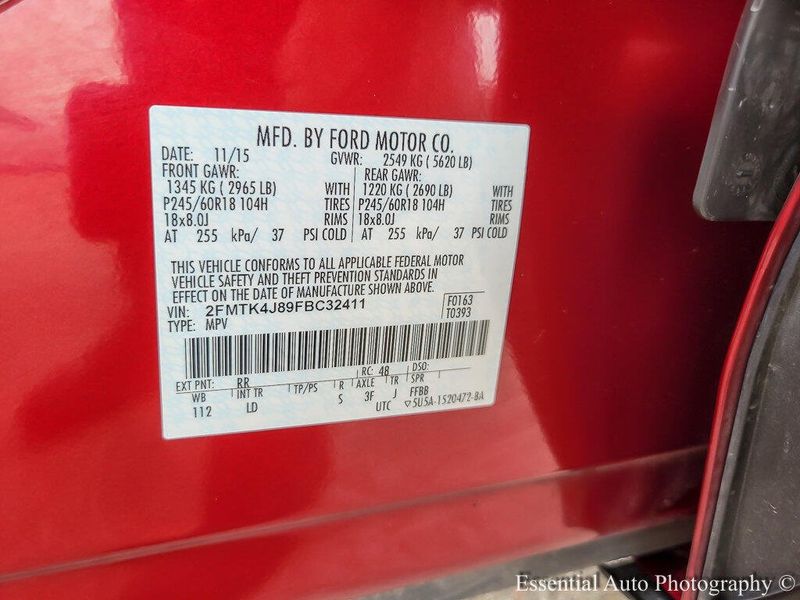 MFD. BY FORD MOTOR CO.
DATE: 11/15 GVWR: 2549 KG ( 5620 LB)
FRONT GAWR: REAR GAWR:
1345 KG ( 2965 LB) WITH 1220 KG ( 2690 LB) WITH
P245/60R18 104H TIRES P245/60R18 104H TIRES
18x8.0J RIMS 18x8.0J RIMS
AT 255 kPa/ 37 PSI COLD AT 255 kPa/ 37 PSI COLD
THIS VEHICLE CONFORMS TO ALL APPLICABLE FEDERAL MOTOR
VEHICLE SAFETY AND THEFT PREVENTION STANDARDS IN
EFFECT ON THE DATE OF MANUFACTURE SHOWN ABOVE.
VIN: 2FMTK4J89FBC32411 F0163
TYPE: MPV T0393
EXT PNT: RR RC: 48 DSO:
WB INT TR TP/PS R AXLE TR SPR
112 LD S 3F J FFBB
UTC ▽5U5A-1520472-BA
Essential Auto Photography ©